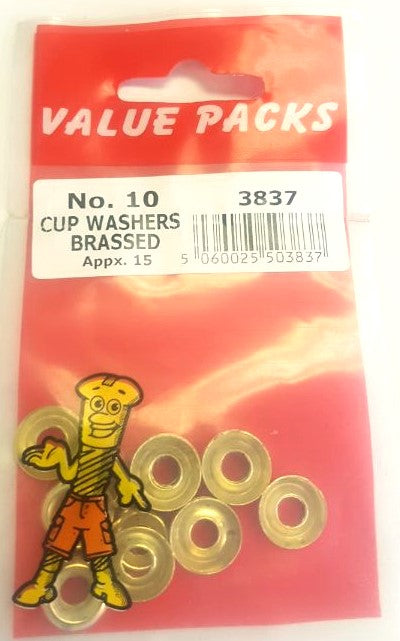 VALUE PACKS
No. 10 3837
CUP WASHERS
BRASSED
Appx. 15
5 060025 503837